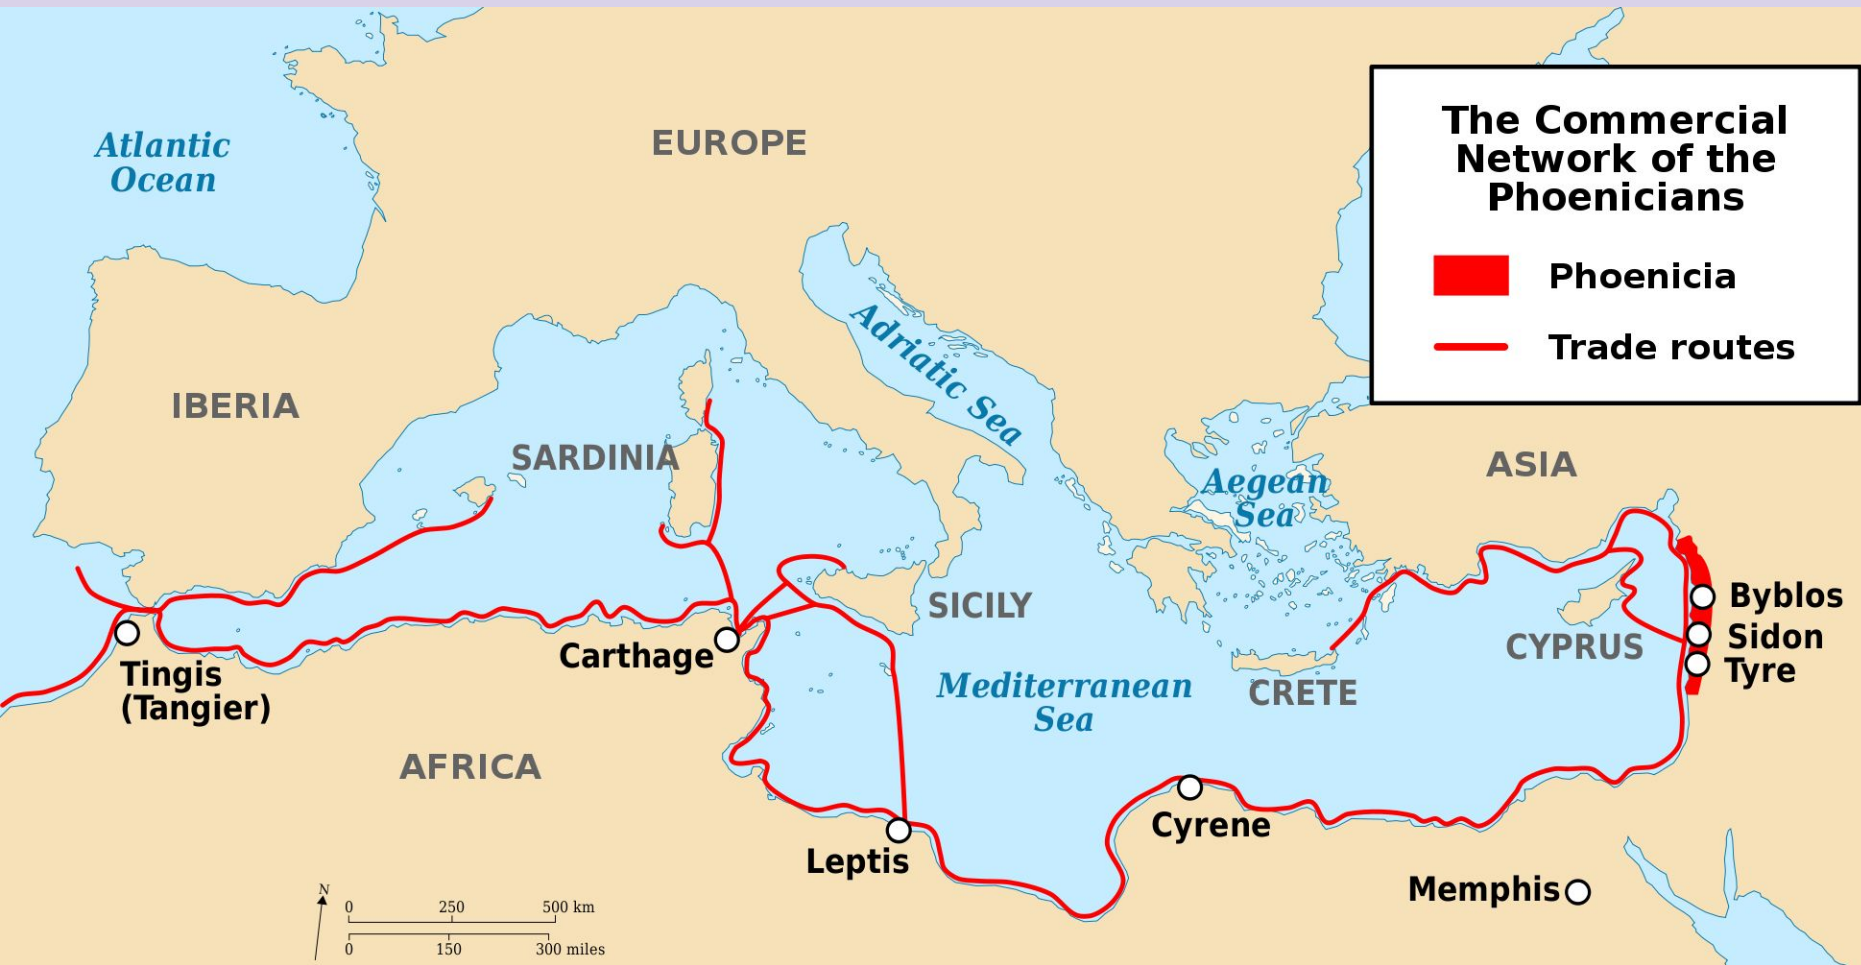 The Commercial
Network of the
Phoenicians
Phoenicia
Trade routes
Atlantic
Ocean
EUROPE
Adriatic Sea
IBERIA
SARDINIA
Aegean
Sea
ASIA
SICILY
Byblos
Sidon
Tyre
CYPRUS
Carthage
Tingis
(Tangier)
Mediterranean
Sea
CRETE
AFRICA
Cyrene
Leptis
Memphis
N
0 250 500 km
0 150 300 miles